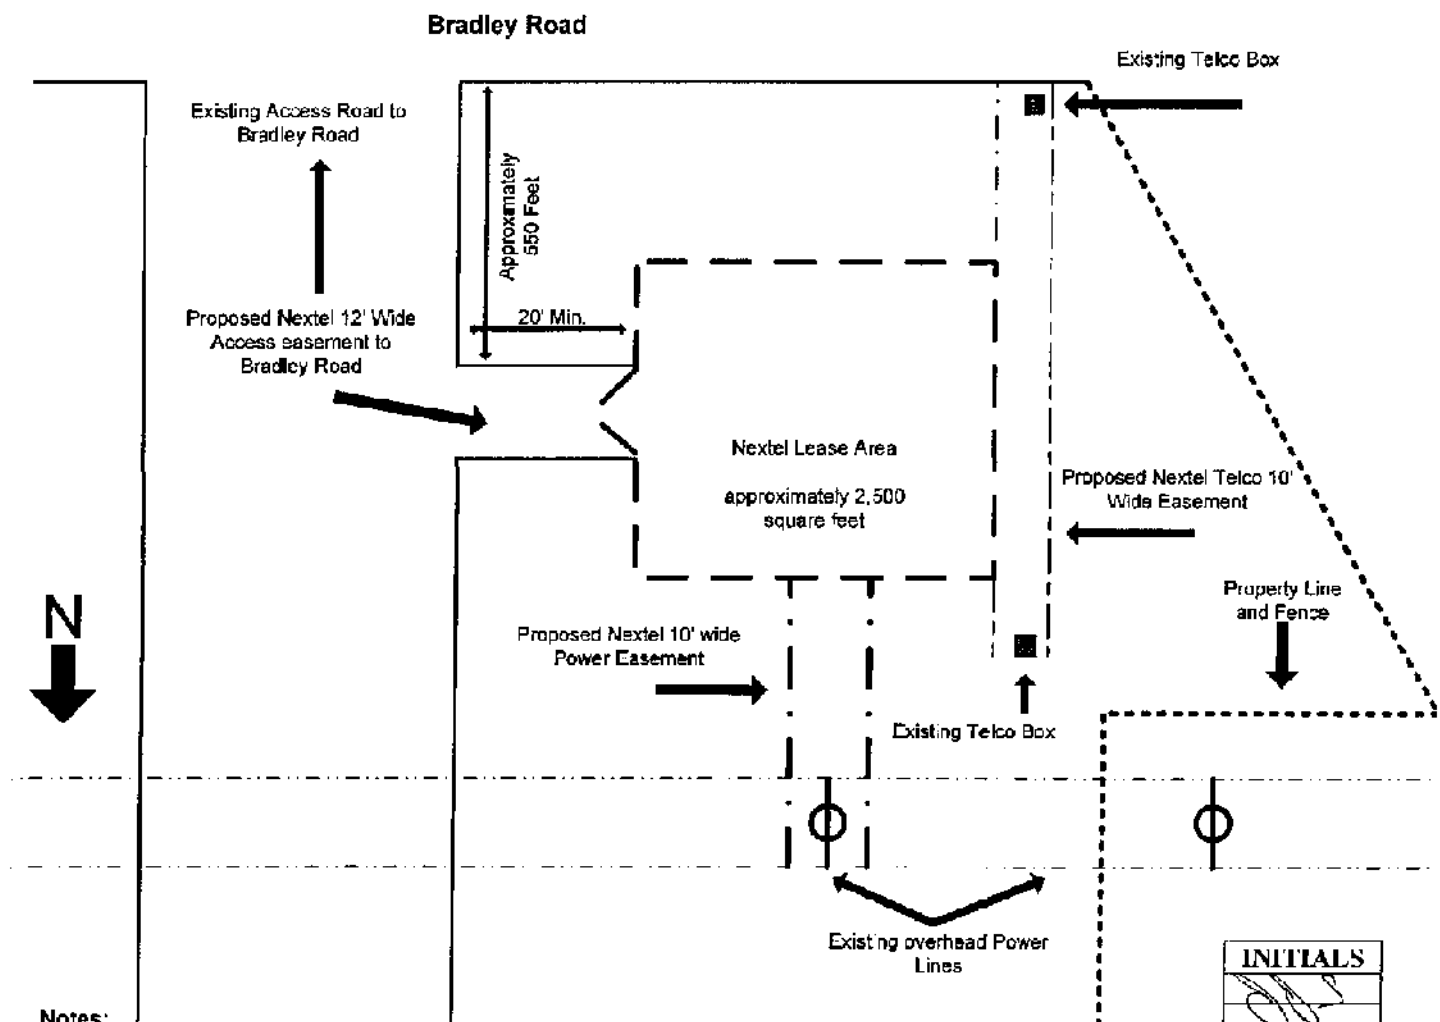 Bradley Road
Existing Telco Box
Existing Access Road to
Bradley Road
Approximately
550 Feet
Proposed Nextel 12' Wide
Access easement to
Bradley Road
20' Min.
Nextel Lease Area
approximately 2,500
square feet
Proposed Nextel Telco 10'
Wide Easement
Property Line
and Fence
N
Proposed Nextel 10' wide
Power Easement
Existing Telco Box
Existing overhead Power
Lines
INITIALS
Notes: